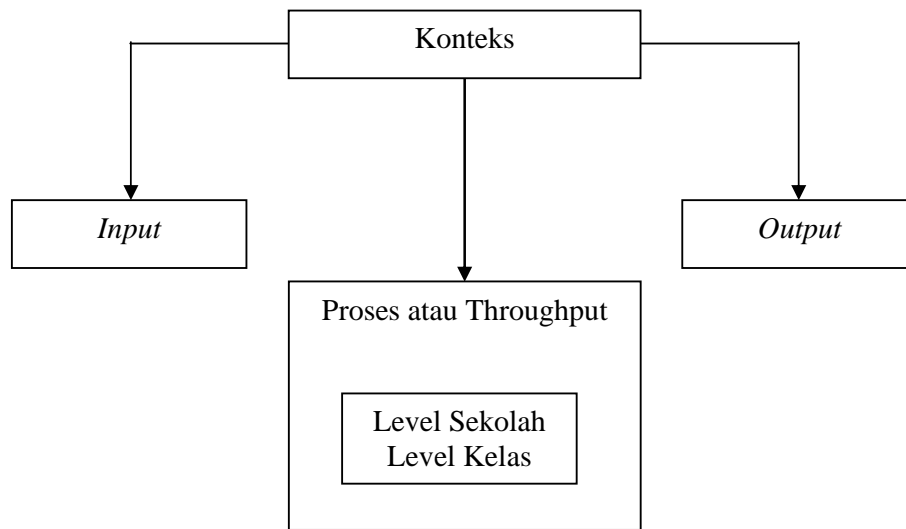 Konteks
Input
Output
Proses atau Throughput
Level Sekolah
Level Kelas